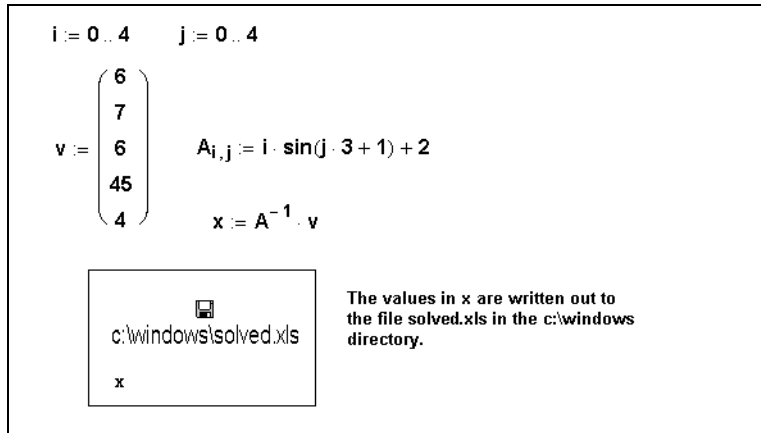 i := 0 .. 4 j := 0 .. 4
v := ( 6 7 6 45 4 )
A i , j := i · sin(j · 3 + 1) + 2
x := A⁻¹ · v
c:\windows\solved.xls
x
The values in x are written out to
the file solved.xls in the c:\windows
directory.